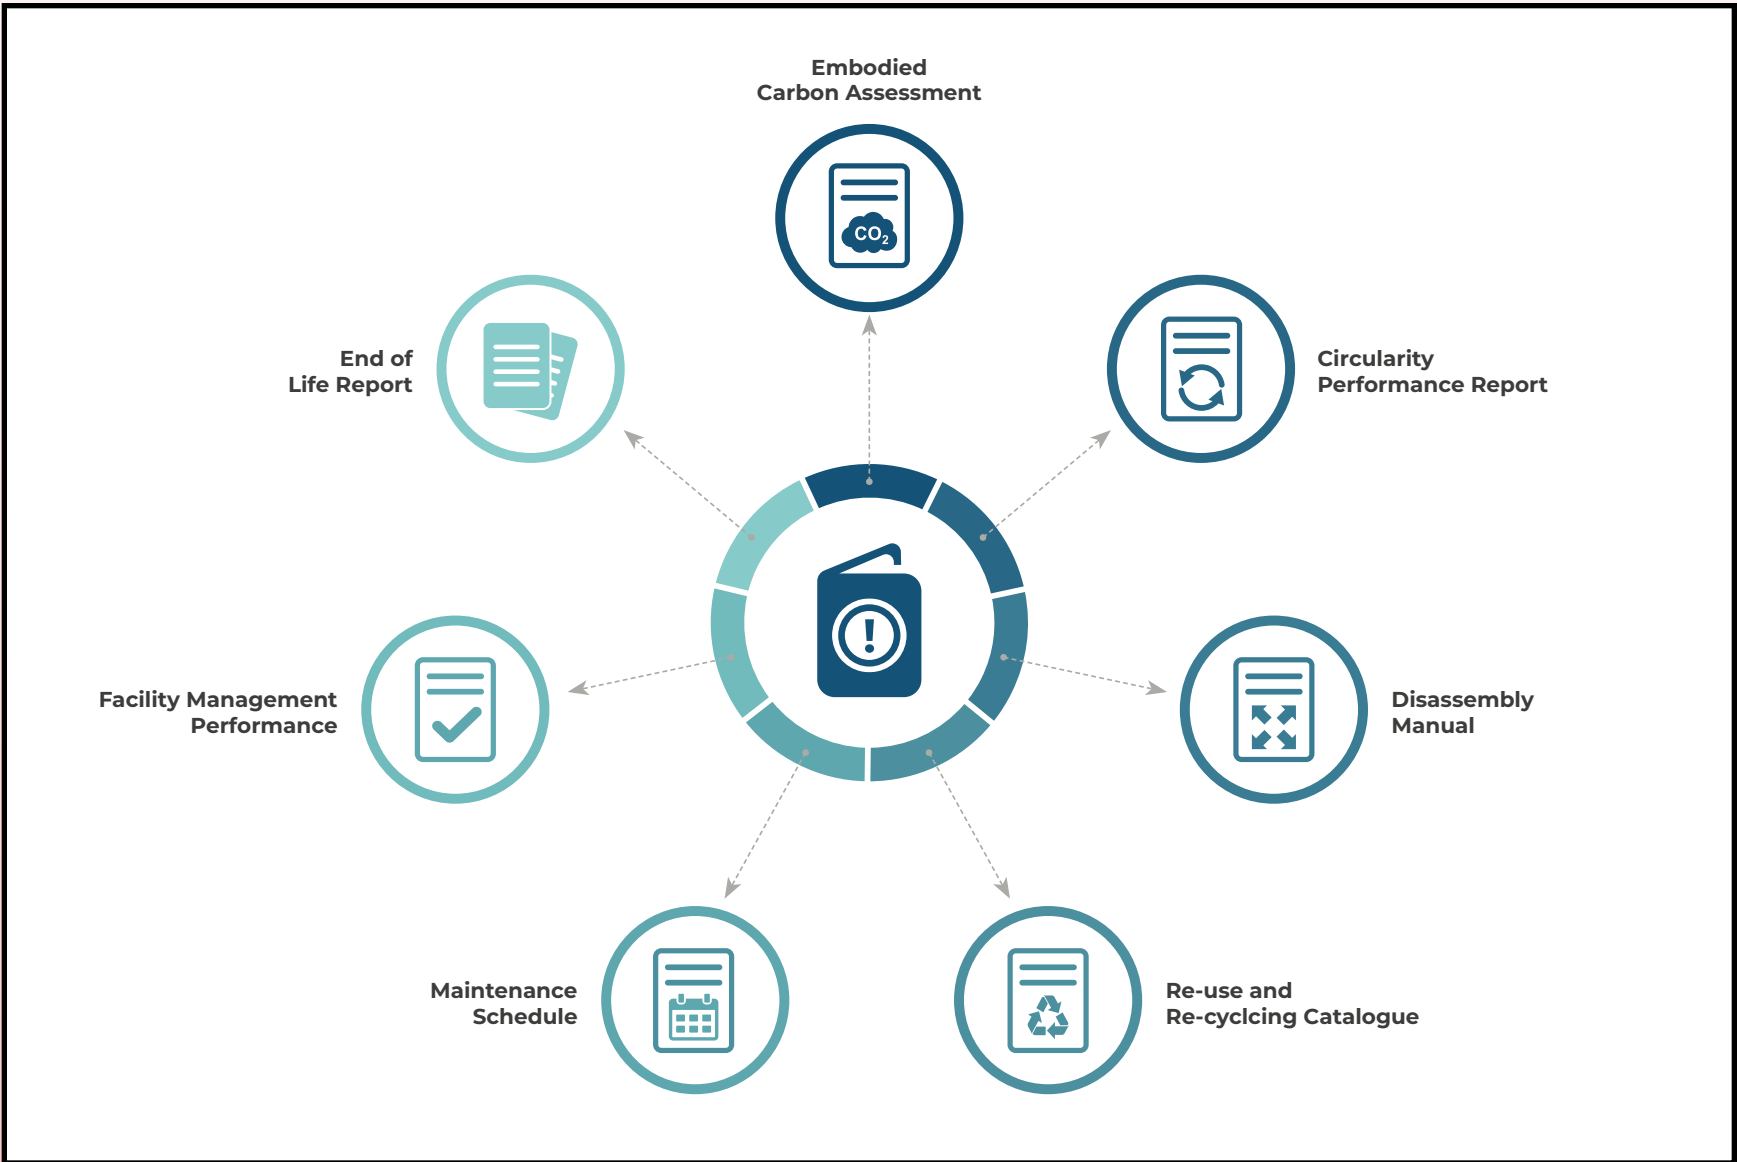 Embodied
Carbon Assessment
CO₂
End of
Life Report
Circularity
Performance Report
!
Facility Management
Performance
Disassembly
Manual
Maintenance
Schedule
Re-use and
Re-cyclcing Catalogue